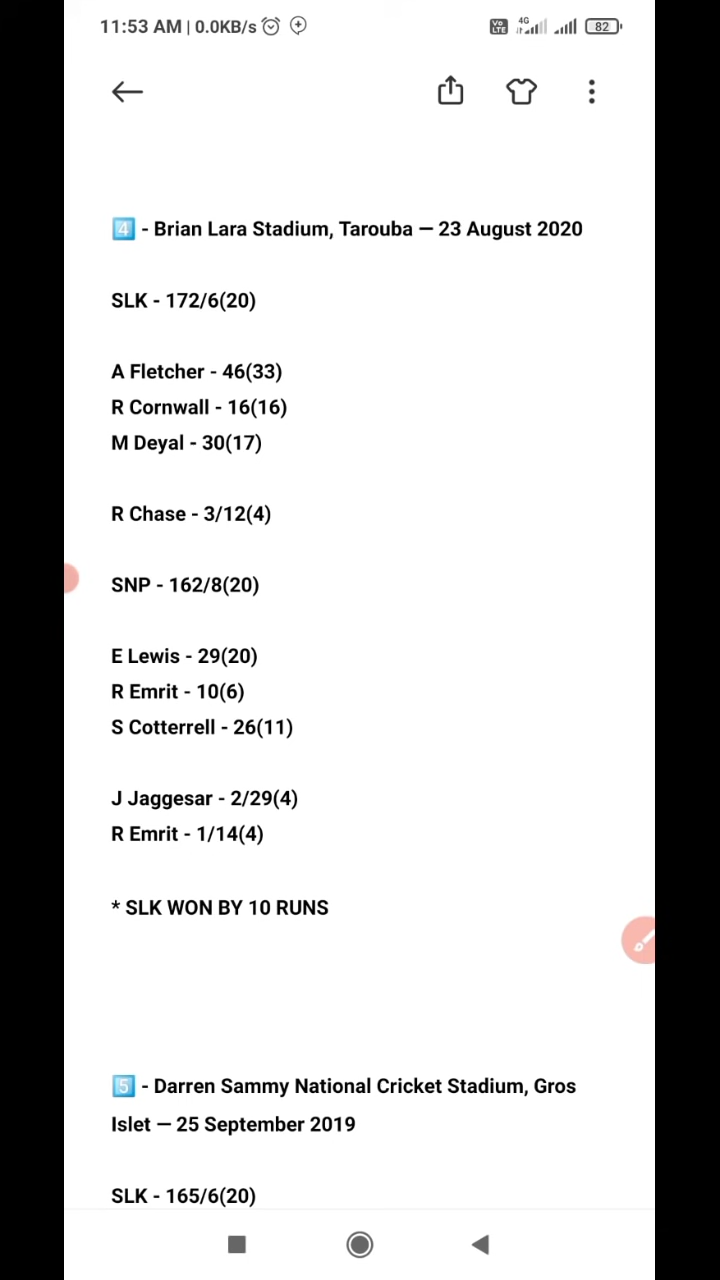 11:53 AM | 0.0KB/s
Vo LTE 4G 82
4 - Brian Lara Stadium, Tarouba — 23 August 2020
SLK - 172/6(20)
A Fletcher - 46(33)
R Cornwall - 16(16)
M Deyal - 30(17)
R Chase - 3/12(4)
SNP - 162/8(20)
E Lewis - 29(20)
R Emrit - 10(6)
S Cotterrell - 26(11)
J Jaggesar - 2/29(4)
R Emrit - 1/14(4)
* SLK WON BY 10 RUNS
5 - Darren Sammy National Cricket Stadium, Gros
Islet — 25 September 2019
SLK - 165/6(20)